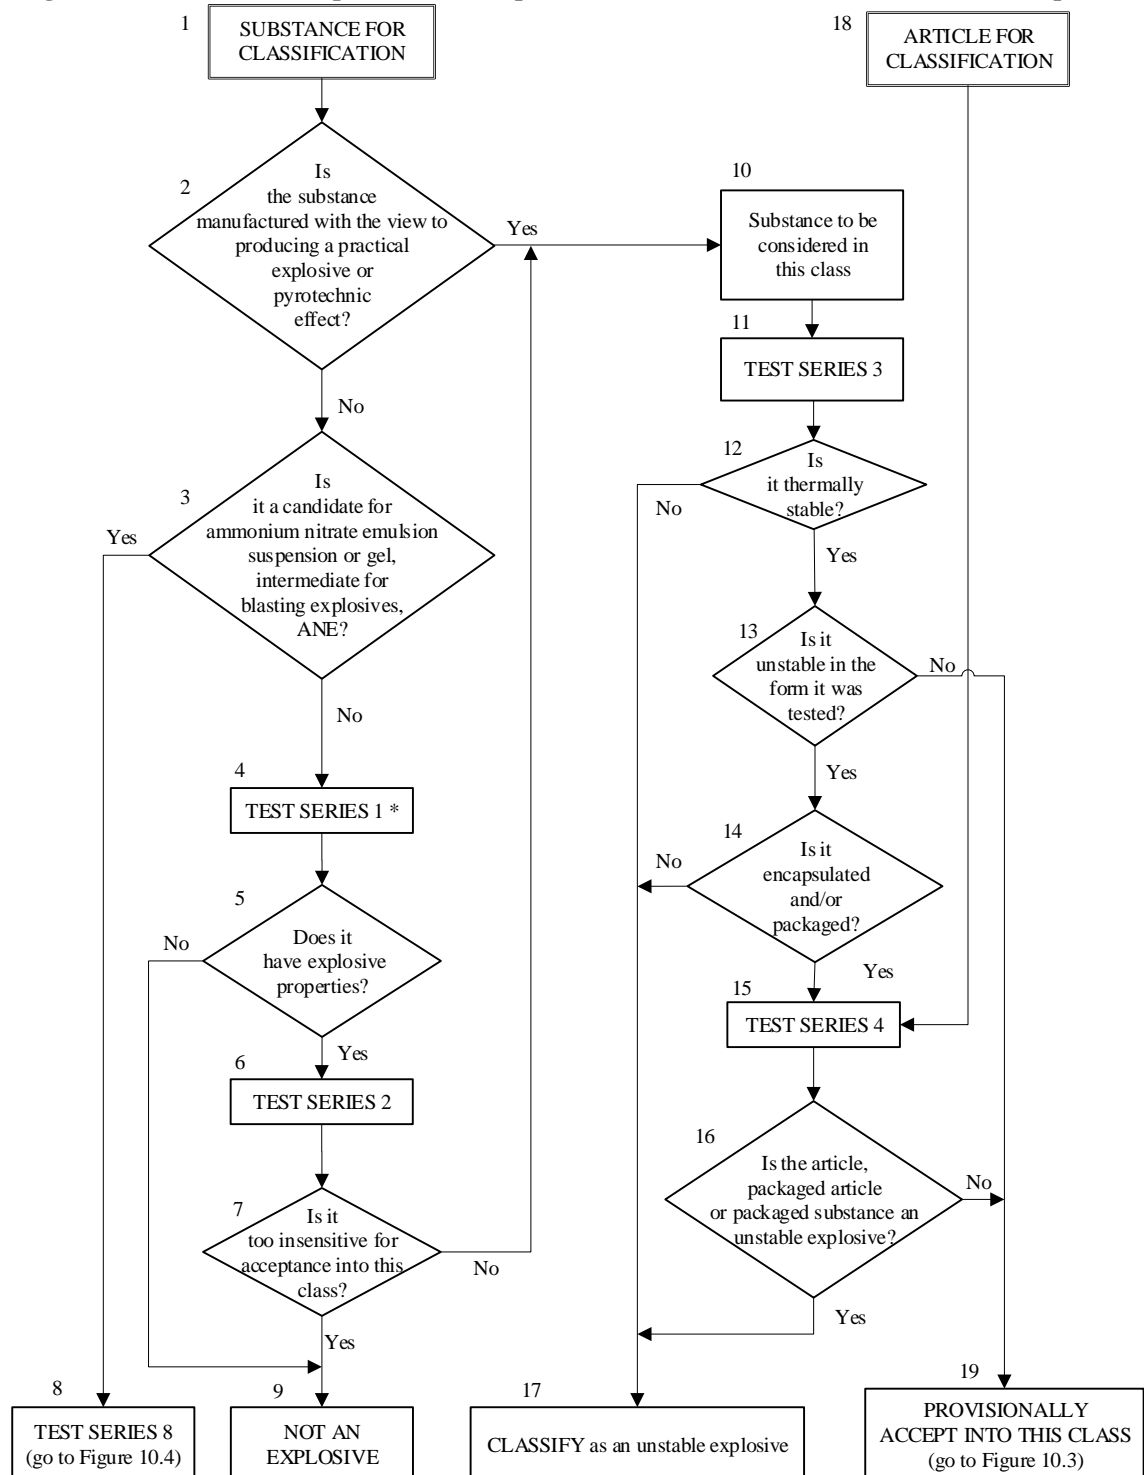 1
SUBSTANCE FOR
CLASSIFICATION
18
ARTICLE FOR
CLASSIFICATION
2
Is
the substance
manufactured with the view to
producing a practical
explosive or
pyrotechnic
effect?
Yes
No
10
Substance to be
considered in
this class
11
TEST SERIES 3
3
Is
it a candidate for
ammonium nitrate emulsion
suspension or gel,
intermediate for
blasting explosives,
ANE?
Yes
No
12
Is
it thermally
stable?
No
Yes
13
Is it
unstable in the
form it was
tested?
No
Yes
4
TEST SERIES 1 *
14
Is it
encapsulated
and/or
packaged?
No
Yes
5
Does it
have explosive
properties?
No
Yes
15
TEST SERIES 4
6
TEST SERIES 2
16
Is the article,
packaged article
or packaged substance an
unstable explosive?
No
Yes
7
Is it
too insensitive for
acceptance into this
class?
No
Yes
8
TEST SERIES 8
(go to Figure 10.4)
9
NOT AN
EXPLOSIVE
17
CLASSIFY as an unstable explosive
19
PROVISIONALLY
ACCEPT INTO THIS CLASS
(go to Figure 10.3)